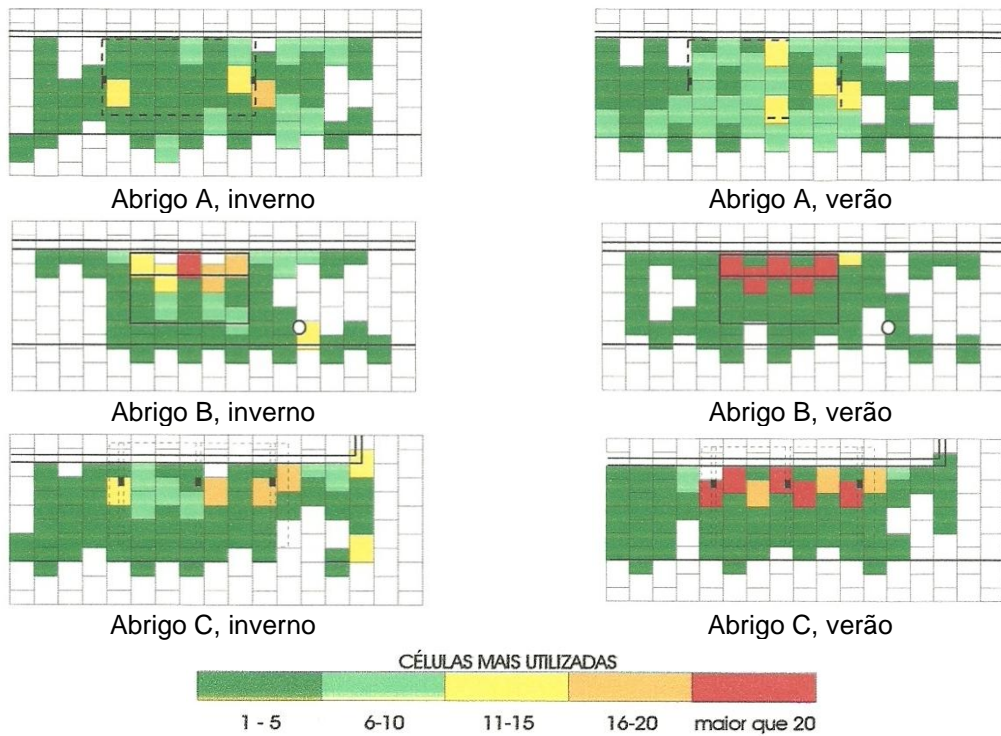 Abrigo A, inverno
Abrigo A, verão
Abrigo B, inverno
Abrigo B, verão
Abrigo C, inverno
Abrigo C, verão
CÉLULAS MAIS UTILIZADAS
1 - 5 6-10 11-15 16-20 maior que 20